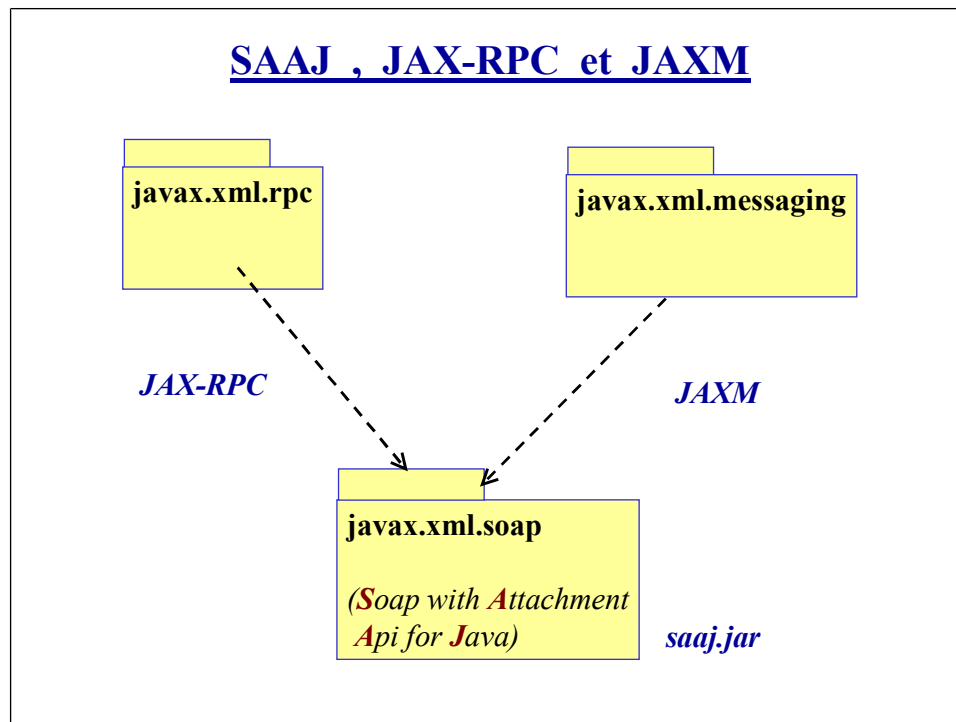 SAAJ , JAX-RPC et JAXM
javax.xml.rpc
javax.xml.messaging
JAX-RPC
JAXM
javax.xml.soap
(Soap with Attachment
Api for Java)
saaj.jar